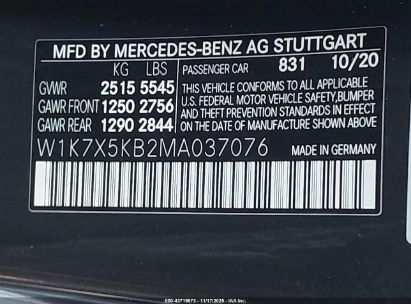 MFD BY MERCEDES-BENZ AG STUTTGART
KG LBS PASSENGER CAR 831 10/20
GVWR 2515 5545
GAWR FRONT 1250 2756
GAWR REAR 1290 2844
THIS VEHICLE CONFORMS TO ALL APPLICABLE
U.S. FEDERAL MOTOR VEHICLE SAFETY,BUMPER
AND THEFT PREVENTION STANDARDS IN EFFECT
ON THE DATE OF MANUFACTURE SHOWN ABOVE.
W1K7X5KB2MA037076 MADE IN GERMANY